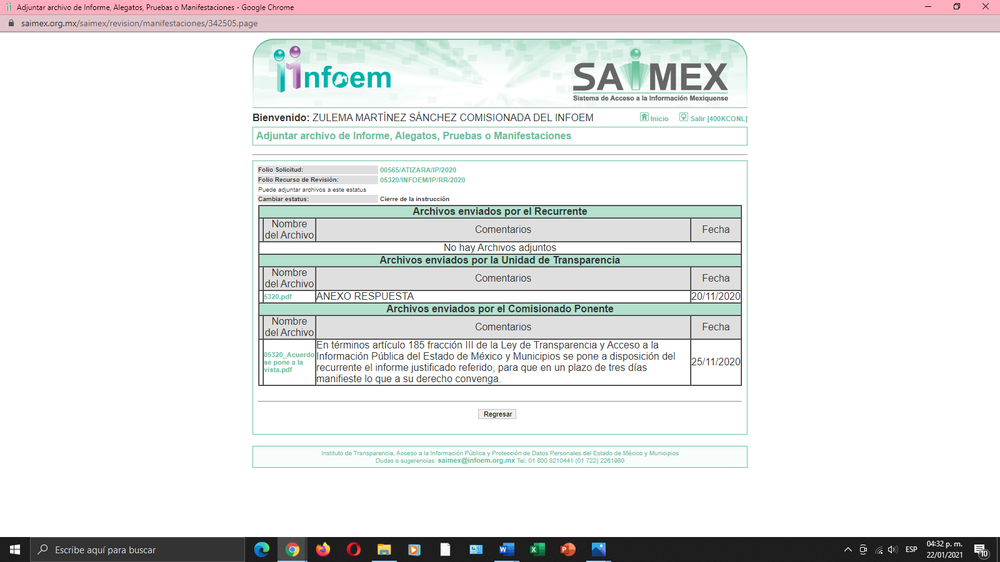 Adjuntar archivo de Informe, Alegatos, Pruebas o Manifestaciones - Google Chrome
saimex.org.mx/saimex/revision/manifestaciones/342505.page
infoem
SAIMEX
Sistema de Acceso a la Información Mexiquense
Bienvenido: ZULEMA MARTÍNEZ SÁNCHEZ COMISIONADA DEL INFOEM
Inicio
Salir [400KCONL]
Adjuntar archivo de Informe, Alegatos, Pruebas o Manifestaciones
Folio Solicitud: 00565/ATIZARA/IP/2020
Folio Recurso de Revisión: 05320/INFOEM/IP/RR/2020
Puede adjuntar archivos a este estatus
Cambiar estatus: Cierre de la instrucción
Archivos enviados por el Recurrente
Nombre
del Archivo
Comentarios
Fecha
No hay Archivos adjuntos
Archivos enviados por la Unidad de Transparencia
Nombre
del Archivo
Comentarios
Fecha
5320.pdf
ANEXO RESPUESTA
20/11/2020
Archivos enviados por el Comisionado Ponente
Nombre
del Archivo
Comentarios
Fecha
05320_Acuerdo
se pone a la
vista.pdf
En términos artículo 185 fracción III de la Ley de Transparencia y Acceso a la
Información Pública del Estado de México y Municipios se pone a disposición del
recurrente el informe justificado referido, para que en un plazo de tres días
manifieste lo que a su derecho convenga.
25/11/2020
Regresar
Instituto de Transparencia, Acceso a la Información Pública y Protección de Datos Personales del Estado de México y Municipios
Dudas o sugerencias: saimex@infoem.org.mx Tel. 01 800 8210441 (01 722) 2261980
Escribe aquí para buscar
ESP
04:32 p. m.
22/01/2021
10